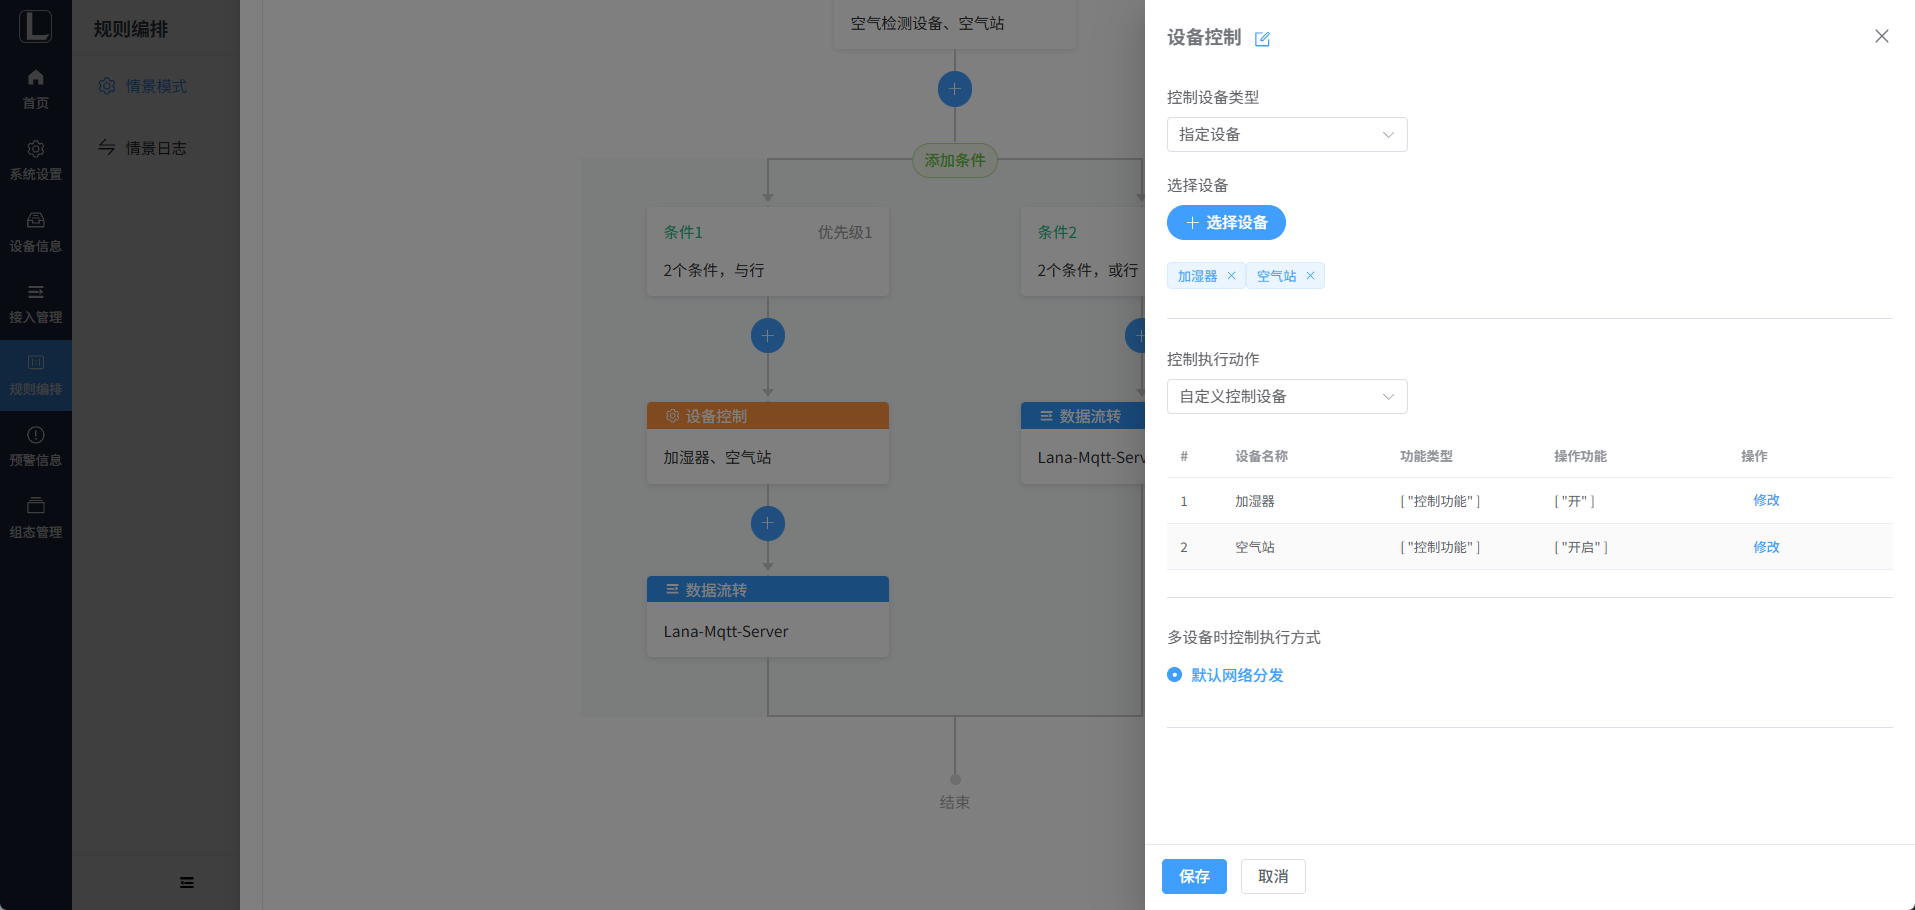 规则编排
首页
系统设置
设备信息
接入管理
规则编排
预警信息
组态管理
情景模式
情景日志
空气检测设备、空气站
添加条件
条件1
优先级1
2个条件，与行
条件2
2个条件，或行
设备控制
加湿器、空气站
数据流转
Lana-Mqtt-Serv
数据流转
Lana-Mqtt-Server
结束
设备控制
控制设备类型
指定设备
选择设备
选择设备
加湿器 空气站
控制执行动作
自定义控制设备
# 设备名称 功能类型 操作功能 操作
1 加湿器 [ "控制功能" ] [ "开" ] 修改
2 空气站 [ "控制功能" ] [ "开启" ] 修改
多设备时控制执行方式
默认网络分发
保存 取消